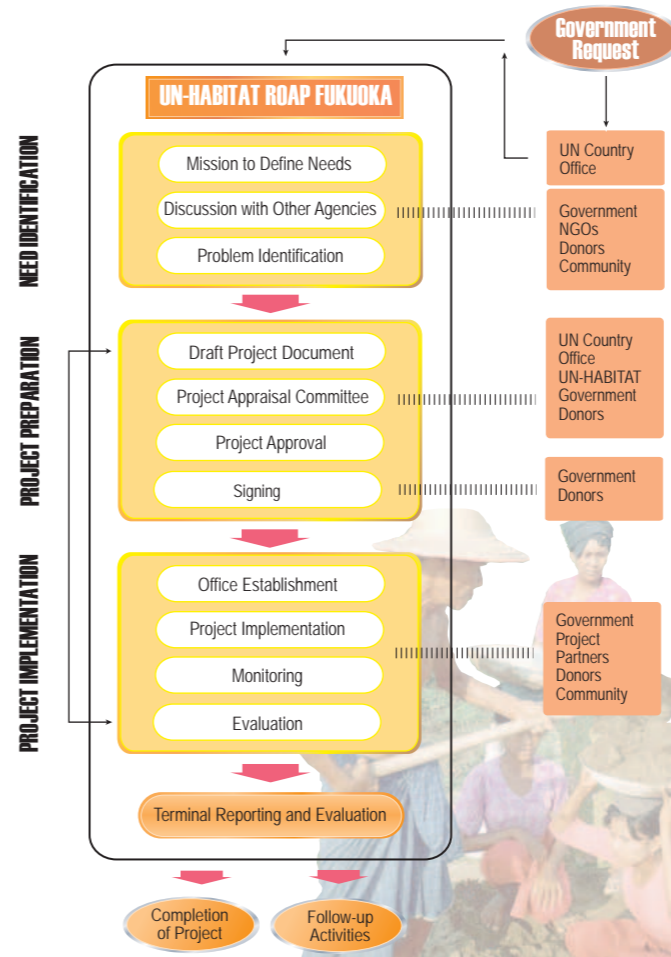 Government
Request
UN-HABITAT ROAP FUKUOKA
NEED IDENTIFICATION
Mission to Define Needs
Discussion with Other Agencies
Problem Identification
UN Country
Office
Government
NGOs
Donors
Community
PROJECT PREPARATION
Draft Project Document
Project Appraisal Committee
Project Approval
Signing
UN Country
Office
UN-HABITAT
Government
Donors
Government
Donors
PROJECT IMPLEMENTATION
Office Establishment
Project Implementation
Monitoring
Evaluation
Government
Project
Partners
Donors
Community
Terminal Reporting and Evaluation
Completion
of Project
Follow-up
Activities